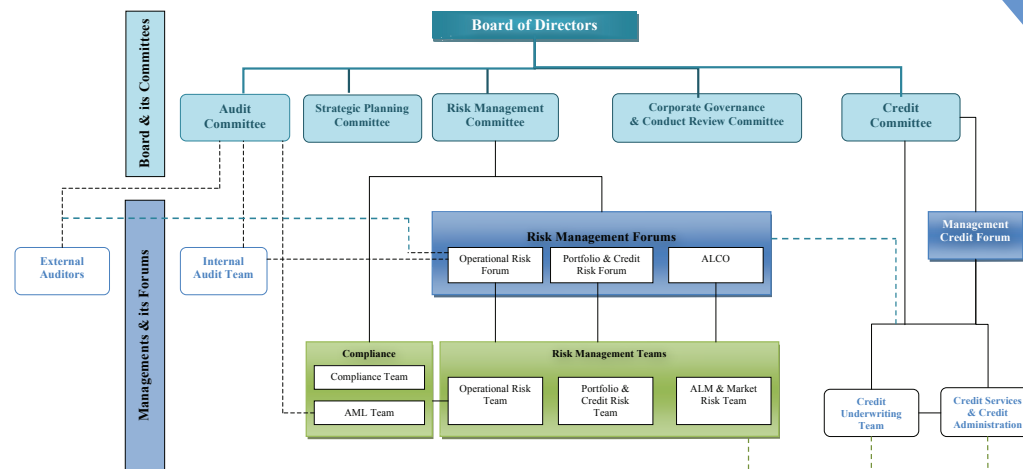 Board of Directors
Board & its Committees
Audit
Committee
Strategic Planning
Committee
Risk Management
Committee
Corporate Governance
& Conduct Review Committee
Credit
Committee
Managements & its Forums
External
Auditors
Internal
Audit Team
Risk Management Forums
Operational Risk
Forum
Portfolio & Credit
Risk Forum
ALCO
Management
Credit Forum
Compliance
Compliance Team
AML Team
Risk Management Teams
Operational Risk
Team
Portfolio &
Credit Risk
Team
ALM & Market
Risk Team
Credit
Underwriting
Team
Credit Services
& Credit
Administration